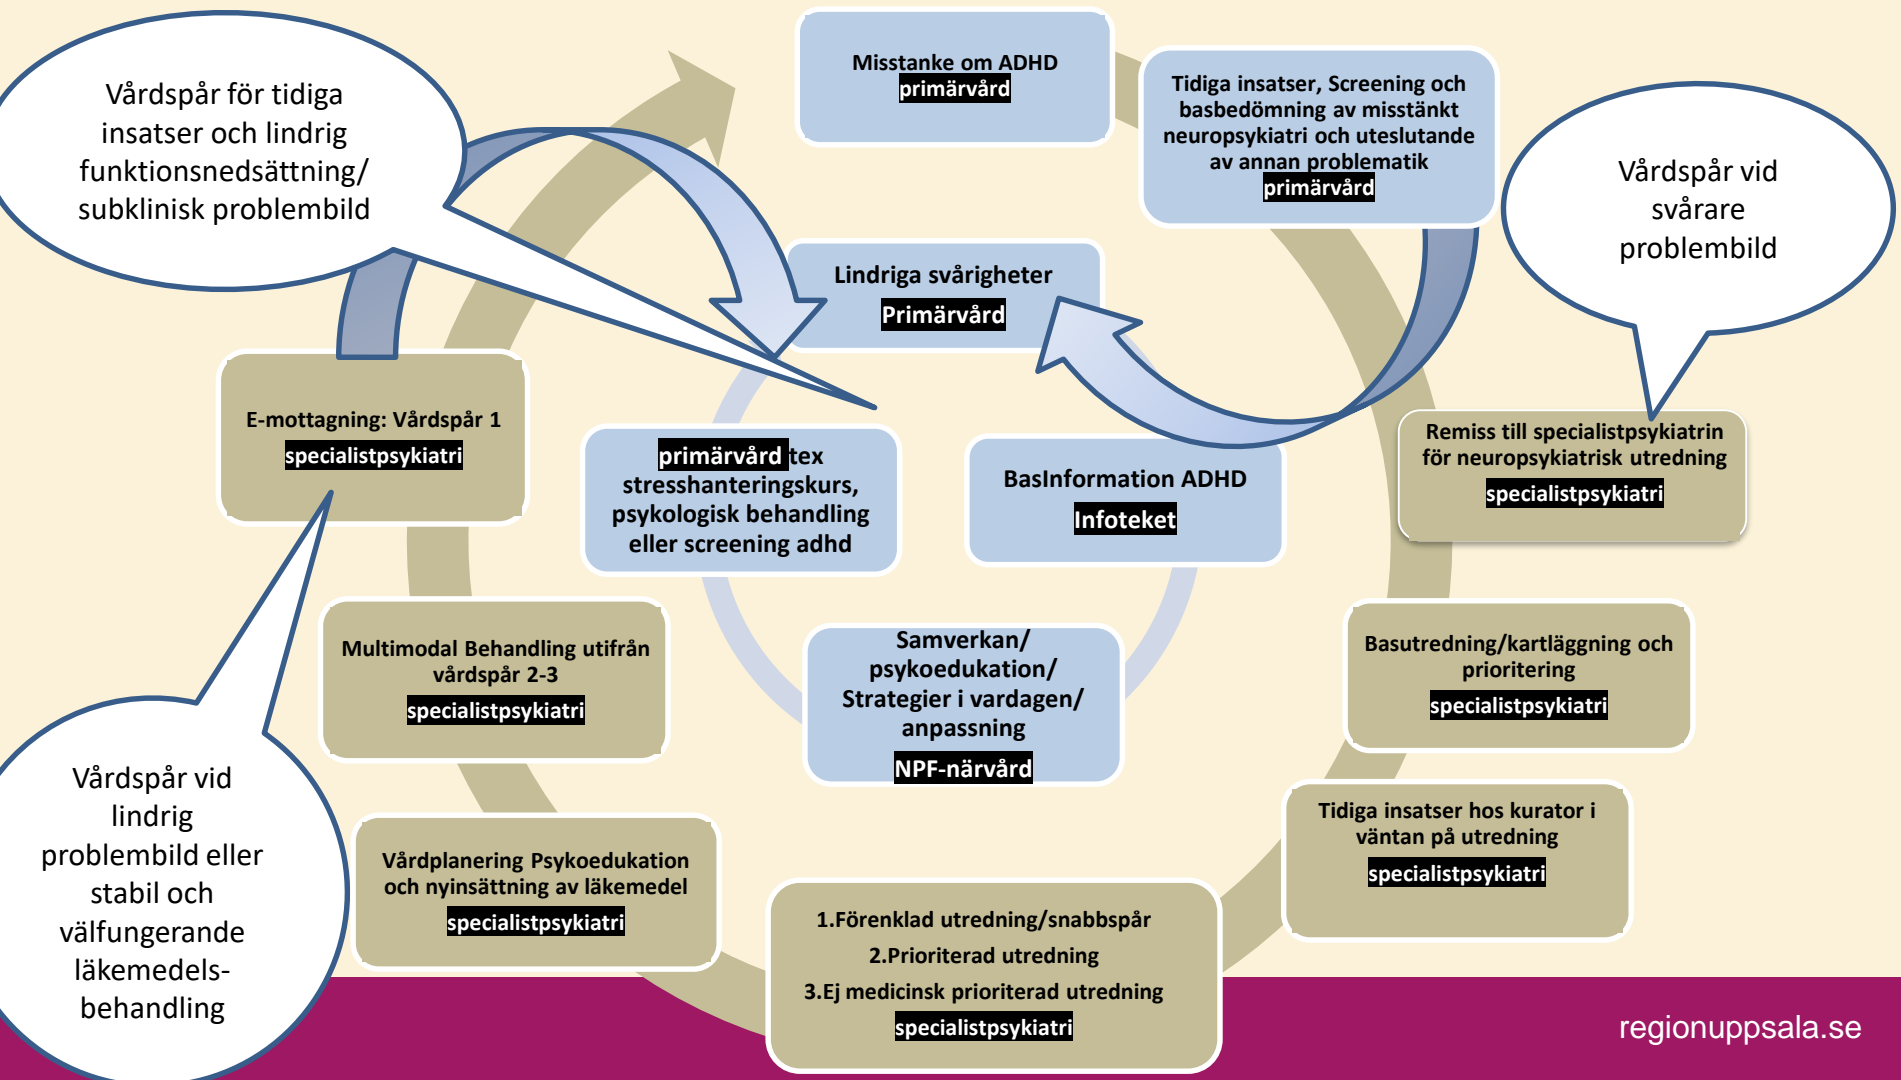 Misstanke om ADHD
primärvård
Tidiga insatser, Screening och
basbedömning av misstänkt
neuropsykiatri och uteslutande
av annan problematik
primärvård
Vårdspår för tidiga
insatser och lindrig
funktionsnedsättning/
subklinisk problembild
Vårdspår vid
svårare
problembild
Lindriga svårigheter
Primärvård
E-mottagning: Vårdspår 1
specialistpsykiatri
primärvård tex
stresshanteringskurs,
psykologisk behandling
eller screening adhd
BasInformation ADHD
Infoteket
Remiss till specialistpsykiatrin
för neuropsykiatrisk utredning
specialistpsykiatri
Multimodal Behandling utifrån
vårdspår 2-3
specialistpsykiatri
Samverkan/
psykoedukation/
Strategier i vardagen/
anpassning
NPF-närvård
Basutredning/kartläggning och
prioritering
specialistpsykiatri
Vårdspår vid
lindrig
problembild eller
stabil och
välfungerande
läkemedels-
behandling
Vårdplanering Psykoedukation
och nyinsättning av läkemedel
specialistpsykiatri
Tidiga insatser hos kurator i
väntan på utredning
specialistpsykiatri
1.Förenklad utredning/snabbspår
2.Prioriterad utredning
3.Ej medicinsk prioriterad utredning
specialistpsykiatri
regionuppsala.se